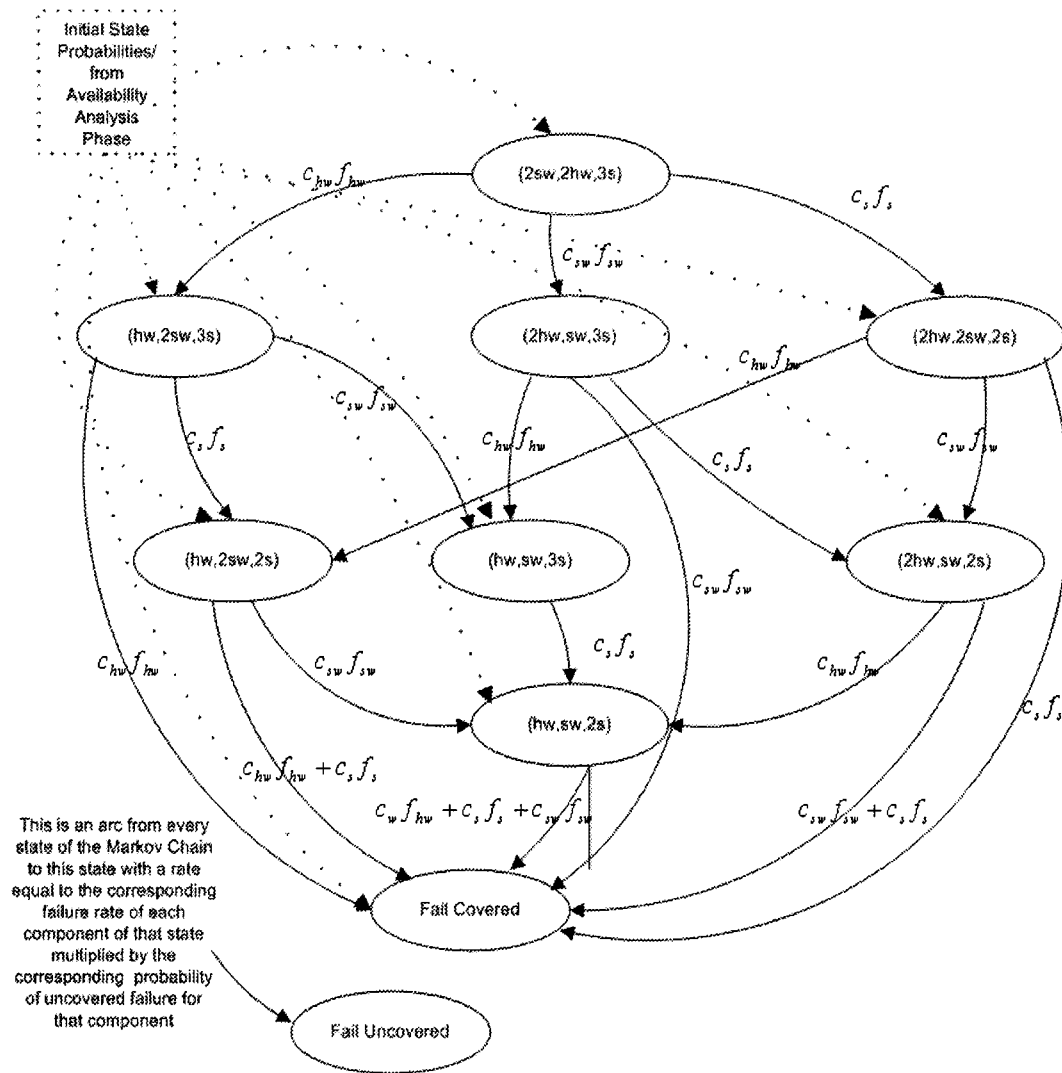 Initial State
Probabilities/
from
Availability
Analysis
Phase
(2sw,2hw,3s)
c_hw f_hw
c_s f_s
c_sw f_sw
(hw,2sw,3s)
(2hw,sw,3s)
(2hw,2sw,2s)
c_hw f_hw
c_sw f_sw
c_s f_s
c_hw f_hw
c_s f_s
c_sw f_sw
(hw,2sw,2s)
(hw,sw,3s)
(2hw,sw,2s)
c_sw f_sw
c_hw f_hw
c_sw f_sw
c_s f_s
c_hw f_hw
c_s f_s
(hw,sw,2s)
c_hw f_hw + c_s f_s
c_w f_hw + c_s f_s + c_sw f_sw
c_sw f_sw + c_s f_s
This is an arc from every
state of the Markov Chain
to this state with a rate
equal to the corresponding
failure rate of each
component of that state
multiplied by the
corresponding probability
of uncovered failure for
that component
Fail Covered
Fail Uncovered